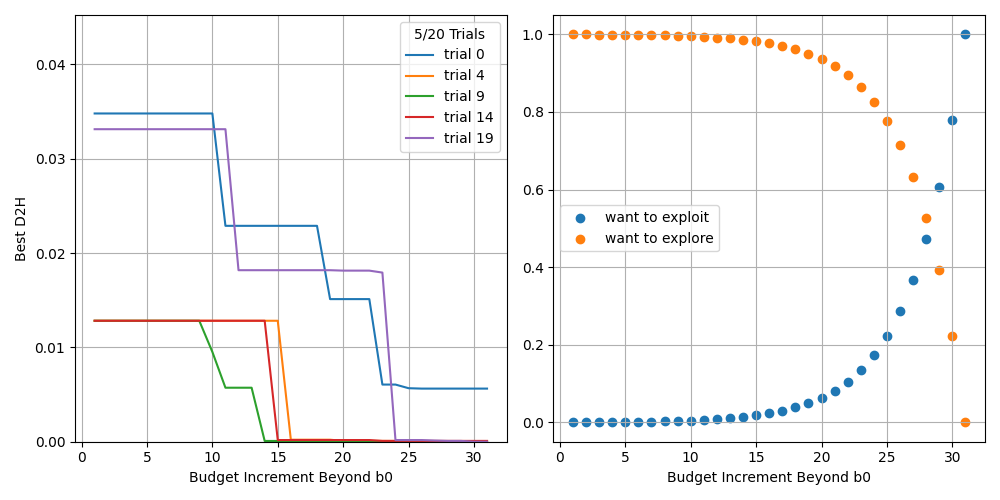 5/20 Trials
trial 0
trial 4
trial 9
trial 14
trial 19
Best D2H
0.04
0.03
0.02
0.01
0.00
0 5 10 15 20 25 30
Budget Increment Beyond b0
want to exploit
want to explore
1.0
0.8
0.6
0.4
0.2
0.0
0 5 10 15 20 25 30
Budget Increment Beyond b0